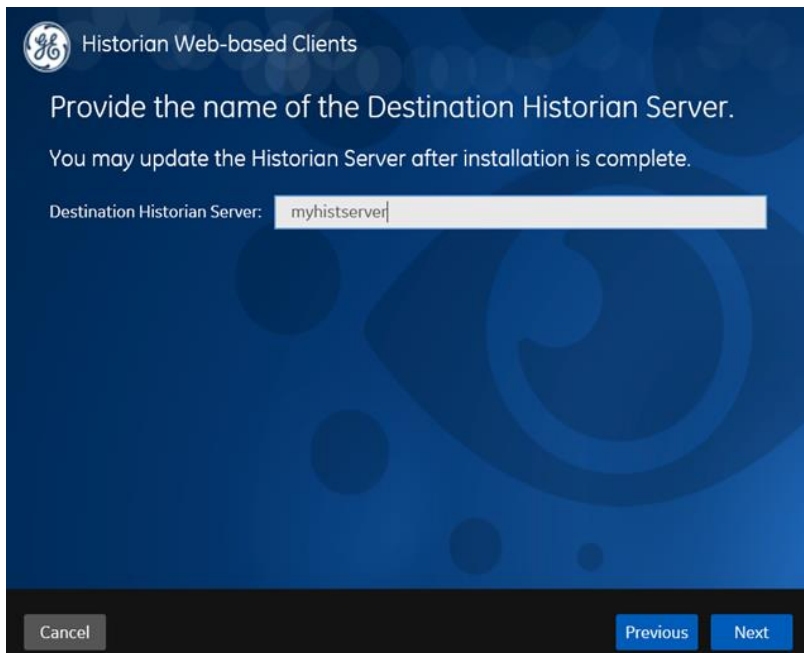 Historian Web-based Clients
Provide the name of the Destination Historian Server.
You may update the Historian Server after installation is complete.
Destination Historian Server: myhistserver
Cancel Previous Next